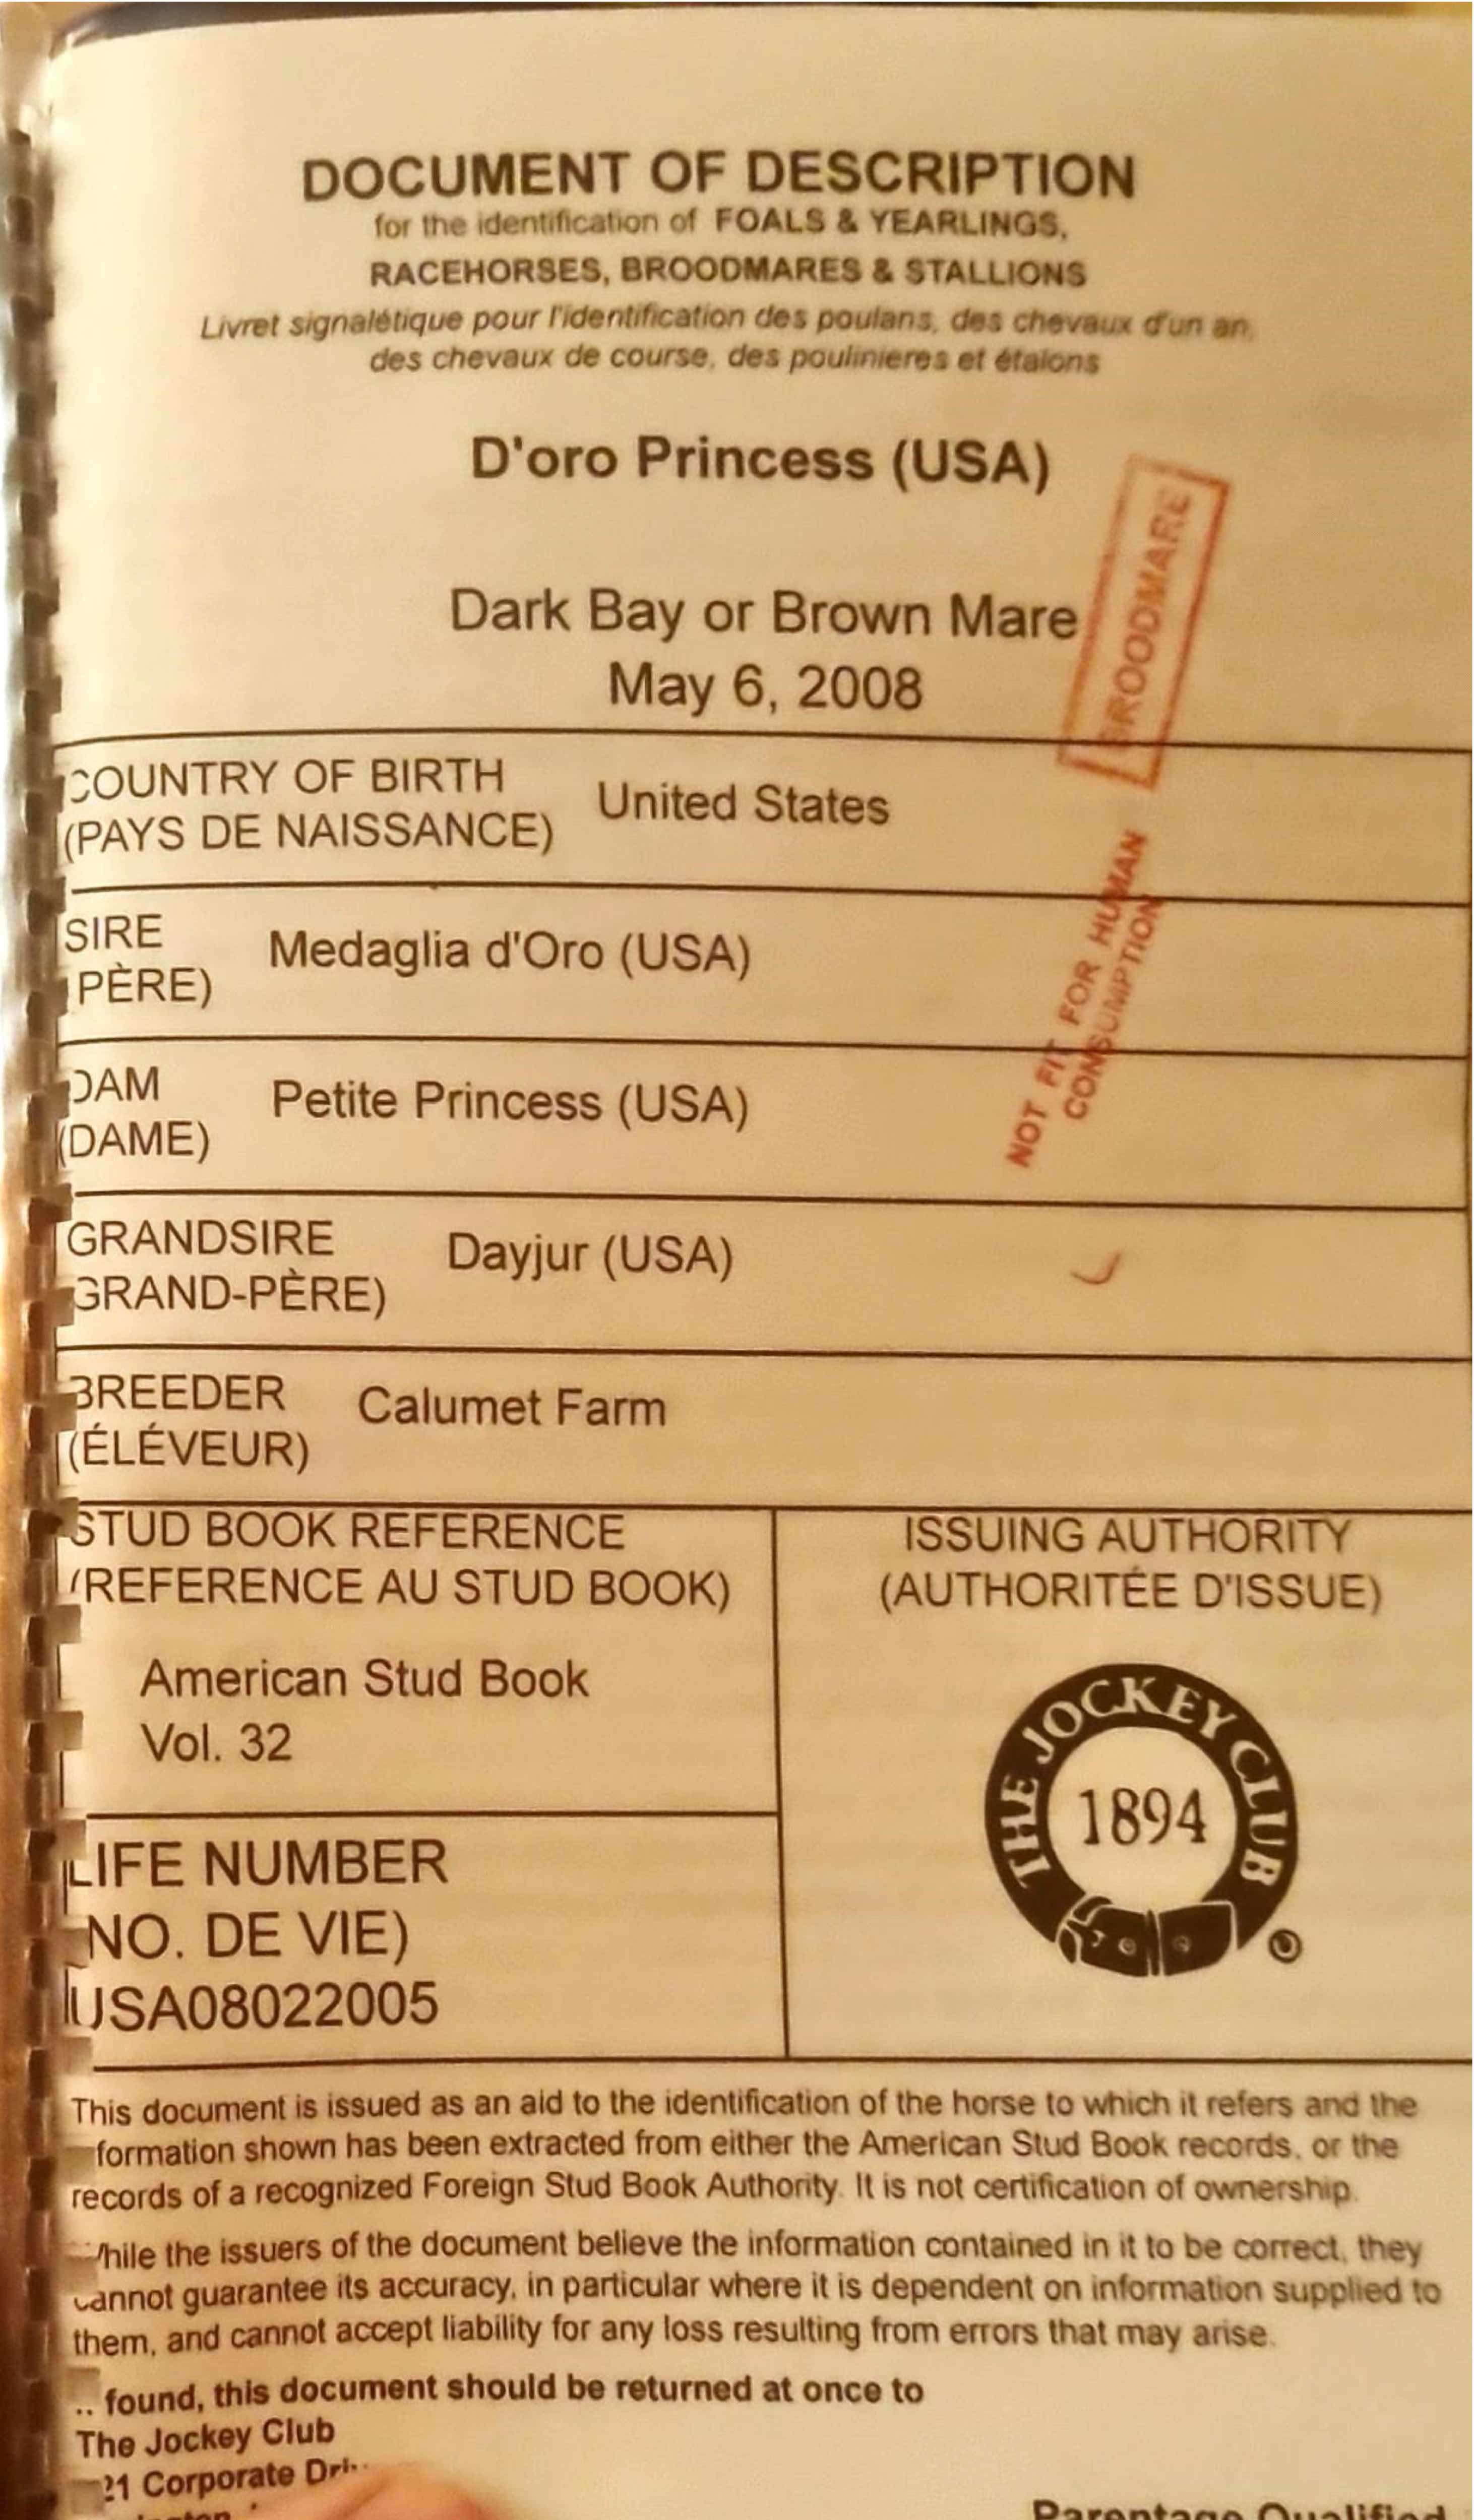 DOCUMENT OF DESCRIPTION
for the identification of FOALS & YEARLINGS,
RACEHORSES, BROODMARES & STALLIONS
Livret signalétique pour l'identification des poulans, des chevaux d'un an,
des chevaux de course, des poulinieres et étalons
D'oro Princess (USA)
BROODMARE
Dark Bay or Brown Mare
May 6, 2008
COUNTRY OF BIRTH
(PAYS DE NAISSANCE)
United States
NOT FIT FOR HUMAN
CONSUMPTION
SIRE
PÈRE)
Medaglia d'Oro (USA)
DAM
(DAME)
Petite Princess (USA)
GRANDSIRE
GRAND-PÈRE)
Dayjur (USA)
BREEDER
(ÉLÉVEUR)
Calumet Farm
STUD BOOK REFERENCE
(REFERENCE AU STUD BOOK)
American Stud Book
Vol. 32
ISSUING AUTHORITY
(AUTHORITÉE D'ISSUE)
THE JOCKEY CLUB
1894
LIFE NUMBER
NO. DE VIE)
USA08022005
This document is issued as an aid to the identification of the horse to which it refers and the
formation shown has been extracted from either the American Stud Book records, or the
records of a recognized Foreign Stud Book Authority. It is not certification of ownership.
hile the issuers of the document believe the information contained in it to be correct, they
cannot guarantee its accuracy, in particular where it is dependent on information supplied to
them, and cannot accept liability for any loss resulting from errors that may arise.
found, this document should be returned at once to
The Jockey Club
21 Corporate Dri
Parentage Qualified